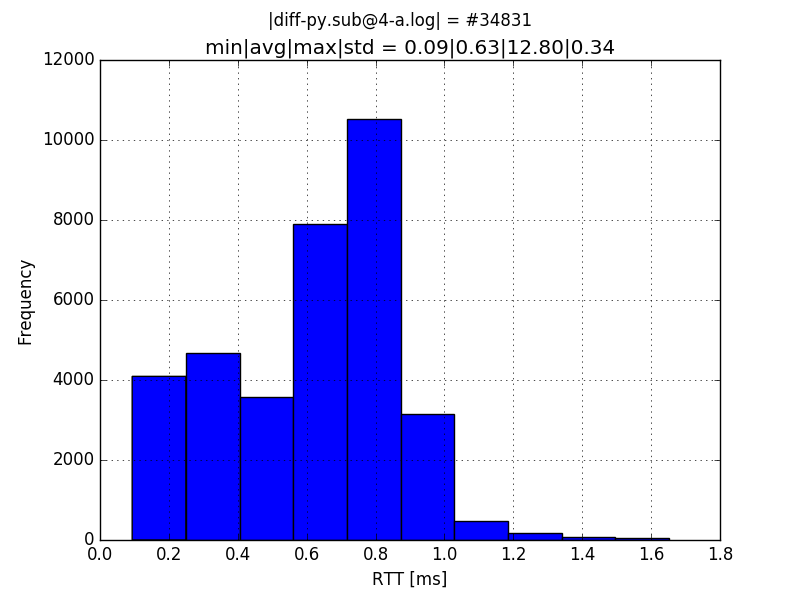 |diff-py.sub@4-a.log| = #34831
min|avg|max|std = 0.09|0.63|12.80|0.34
12000
10000
8000
6000
4000
2000
0
Frequency
0.0 0.2 0.4 0.6 0.8 1.0 1.2 1.4 1.6 1.8
RTT [ms]